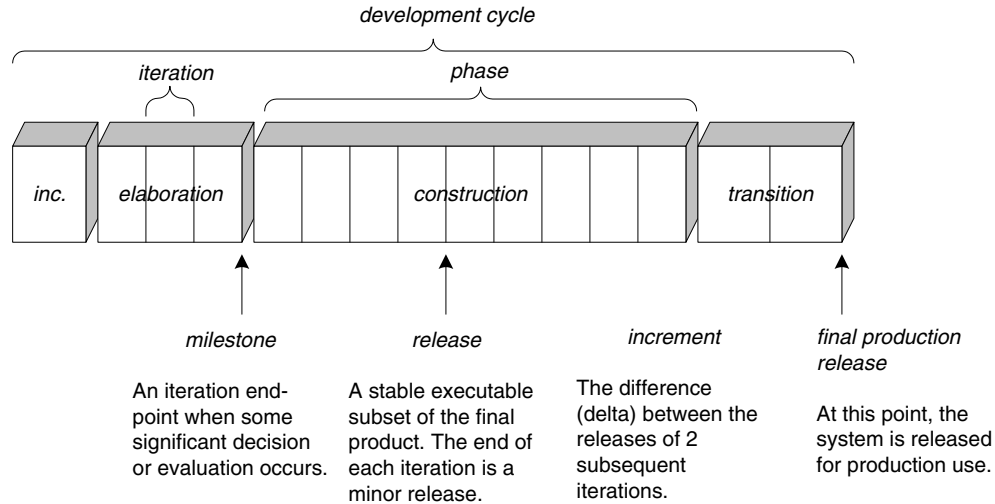 development cycle
iteration
phase
inc.
elaboration
construction
transition
milestone
An iteration end-
point when some
significant decision
or evaluation occurs.
release
A stable executable
subset of the final
product. The end of
each iteration is a
minor release.
increment
The difference
(delta) between the
releases of 2
subsequent
iterations.
final production
release
At this point, the
system is released
for production use.